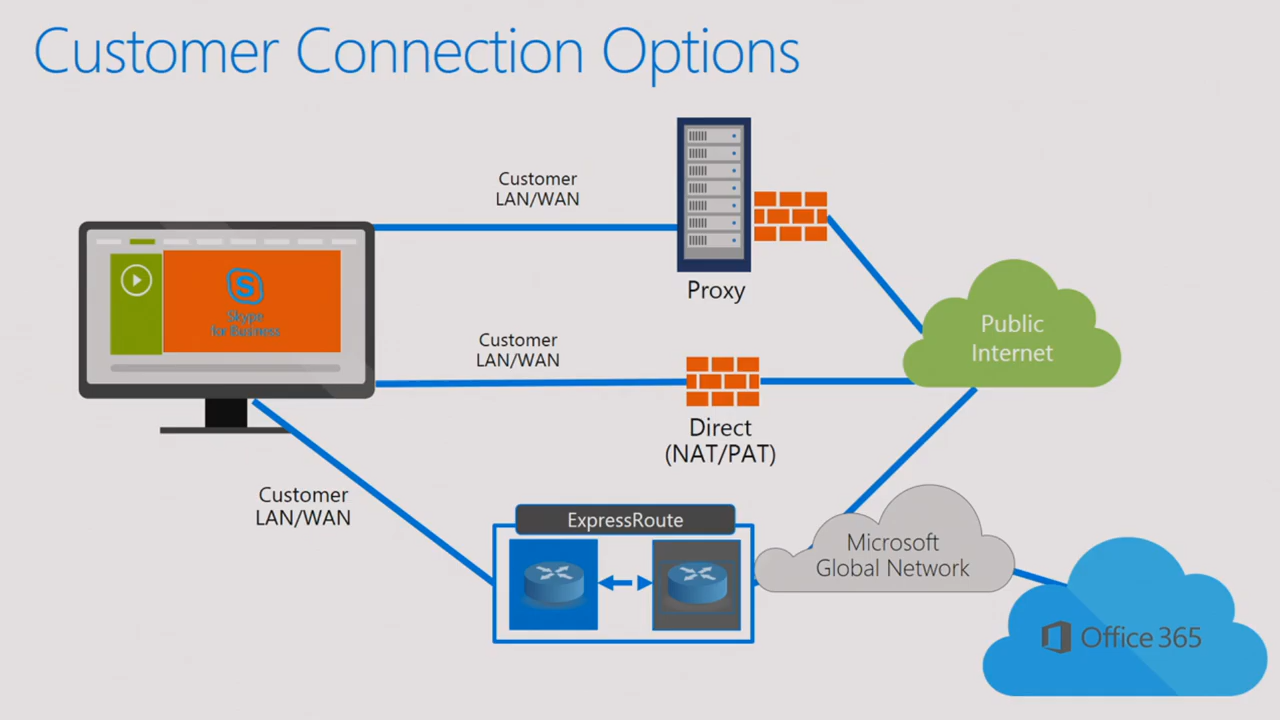 Customer Connection Options
Customer
LAN/WAN
Proxy
Skype
for Business
Public
Internet
Customer
LAN/WAN
Direct
(NAT/PAT)
Customer
LAN/WAN
ExpressRoute
Microsoft
Global Network
Office 365